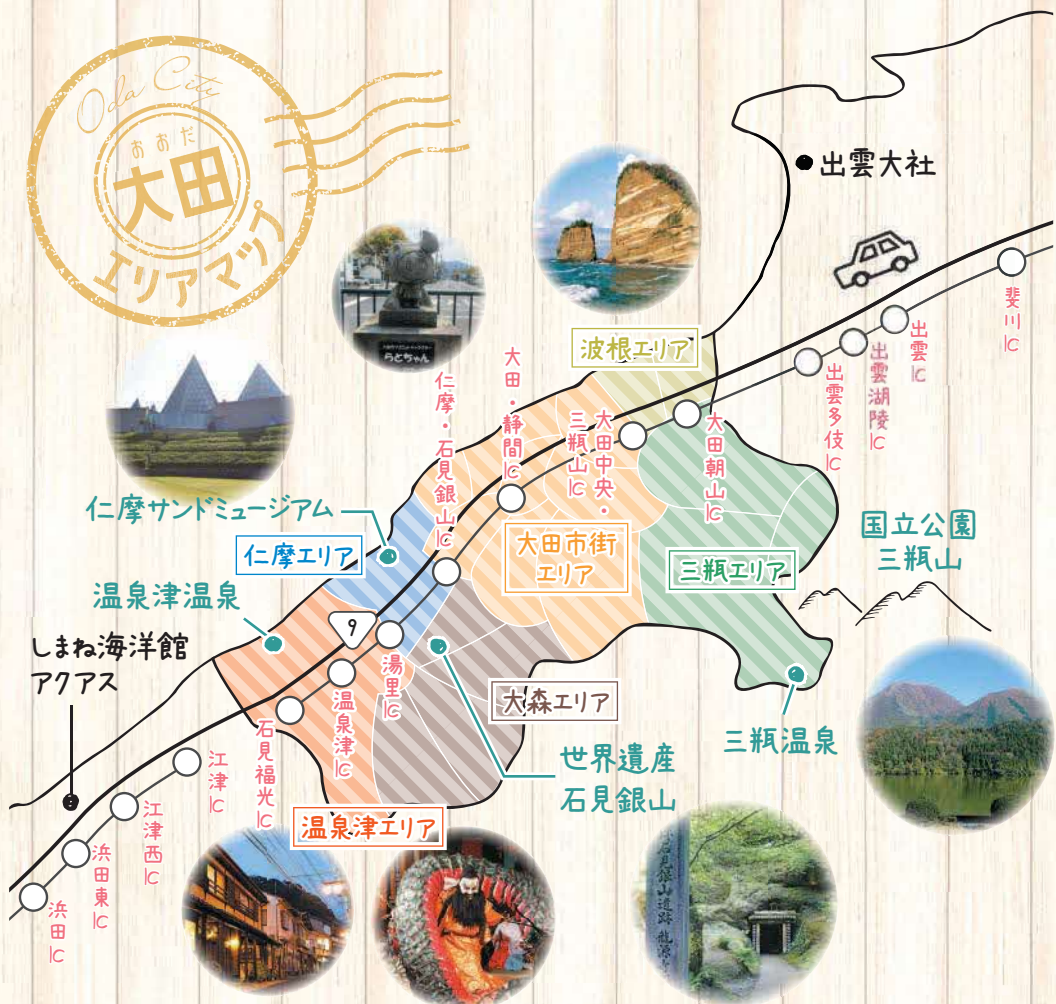 Oda City
おおだ
大田
エリアマップ
出雲大社
斐川IC
出雲IC
出雲湖陵IC
出雲多伎IC
波根エリア
らとちゃん
大田朝山IC
大田中央・
三瓶山IC
大田・静間IC
仁摩・石見銀山IC
仁摩サンドミュージアム
仁摩エリア
大田市街
エリア
三瓶エリア
国立公園
三瓶山
温泉津温泉
しまね海洋館
アクアス
9
湯里IC
温泉津IC
石見福光IC
大森エリア
三瓶温泉
世界遺産
石見銀山
江津IC
江津西IC
浜田東IC
浜田IC
温泉津エリア
石見銀山遺跡 龍源寺